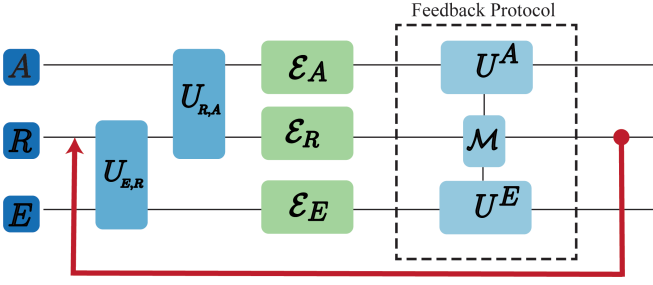 Feedback Protocol
A ℰ_A U^A
U_{R,A}
R ℰ_R ℳ
U_{E,R}
E ℰ_E U^E